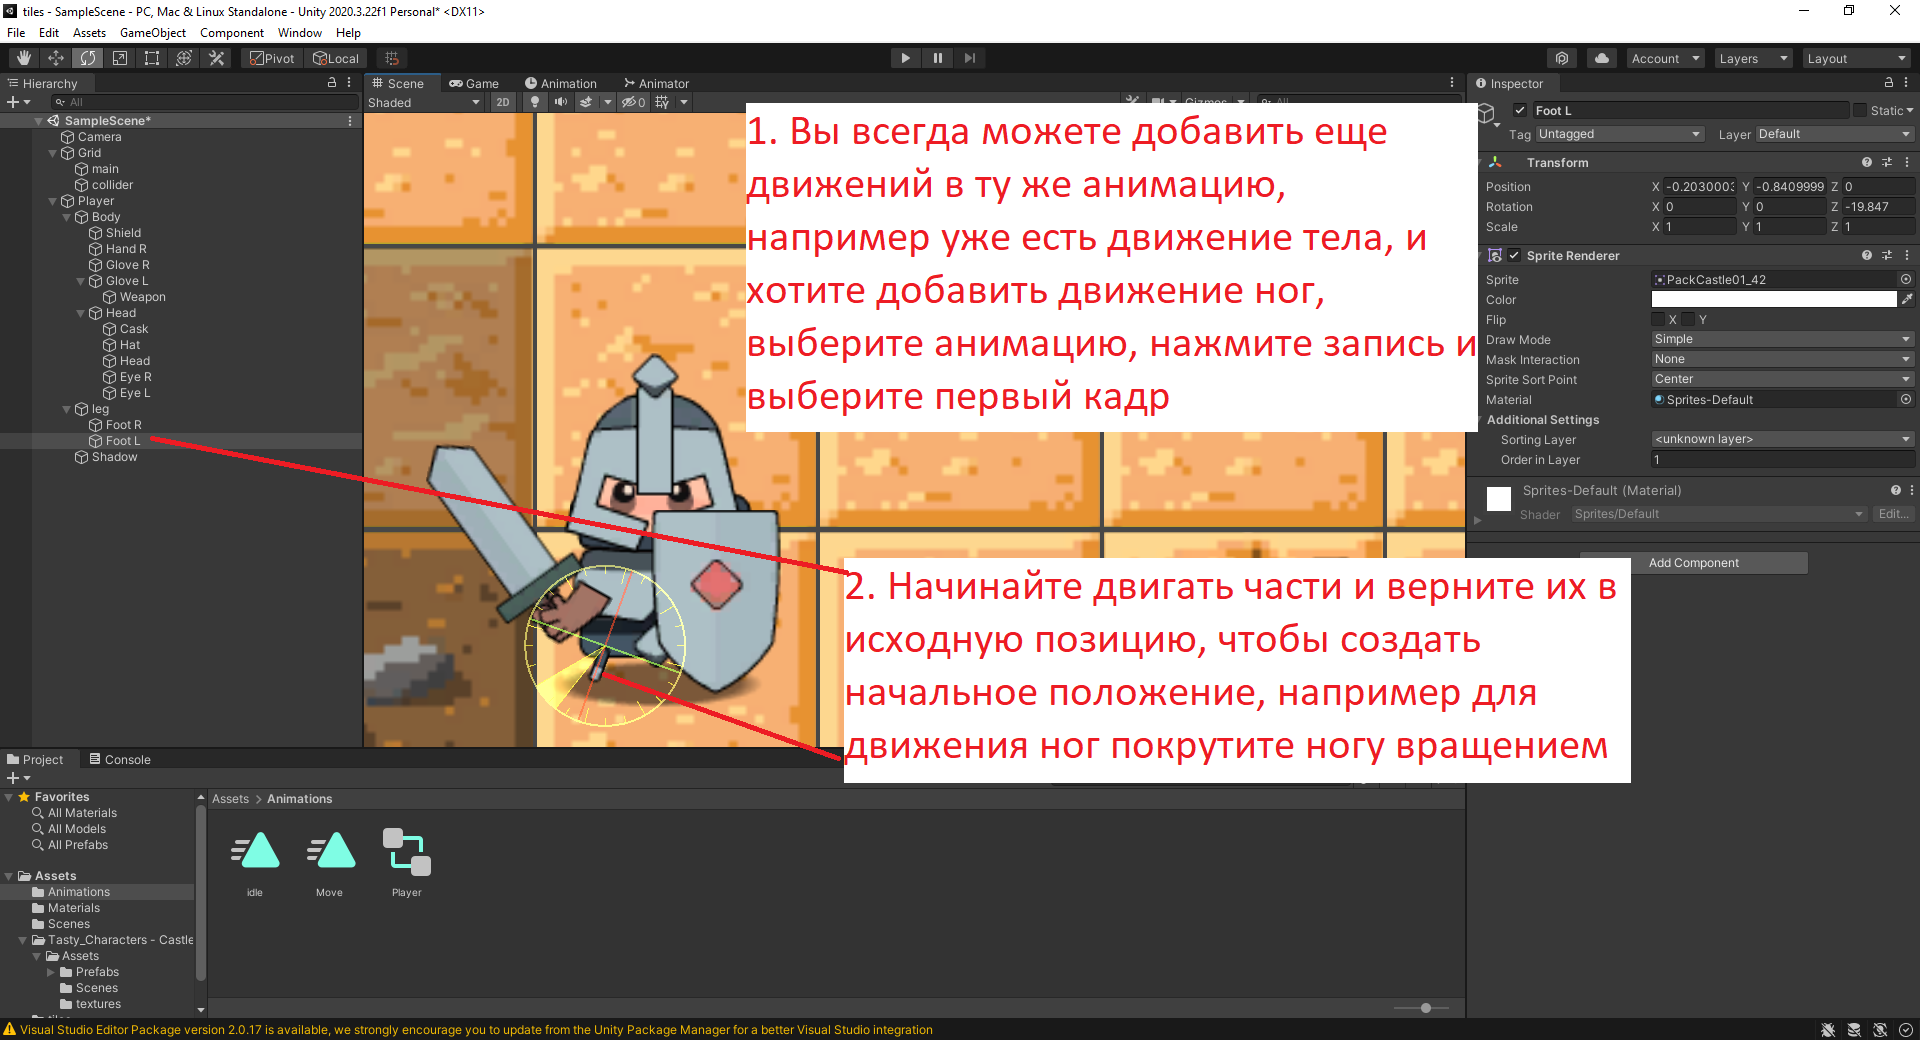 tiles - SampleScene - PC, Mac & Linux Standalone - Unity 2020.3.22f1 Personal* <DX11>
File Edit Assets GameObject Component Window Help
Pivot Local Account Layers Layout
Hierarchy
All
SampleScene*
Camera
Grid
main
collider
Player
Body
Shield
Hand R
Glove R
Glove L
Weapon
Head
Cask
Hat
Head
Eye R
Eye L
leg
Foot R
Foot L
Shadow
Scene Game Animation Animator
Shaded 2D 0 Gizmos All
1. Вы всегда можете добавить еще
движений в ту же анимацию,
например уже есть движение тела, и
хотите добавить движение ног,
выберите анимацию, нажмите запись и
выберите первый кадр
2. Начинайте двигать части и верните их в
исходную позицию, чтобы создать
начальное положение, например для
движения ног покрутите ногу вращением
Inspector
Foot L Static
Tag Untagged Layer Default
Transform
Position X -0.203000 Y -0.8409999 Z 0
Rotation X 0 Y 0 Z -19.847
Scale X 1 Y 1 Z 1
Sprite Renderer
Sprite PackCastle01_42
Color
Flip X Y
Draw Mode Simple
Mask Interaction None
Sprite Sort Point Center
Material Sprites-Default
Additional Settings
Sorting Layer <unknown layer>
Order in Layer 1
Sprites-Default (Material)
Shader Sprites/Default Edit...
Add Component
Project Console
Favorites
All Materials
All Models
All Prefabs
Assets
Animations
Materials
Scenes
Tasty_Characters - Castle
Assets
Prefabs
Scenes
textures
Assets > Animations
idle Move Player
Visual Studio Editor Package version 2.0.17 is available, we strongly encourage you to update from the Unity Package Manager for a better Visual Studio integration